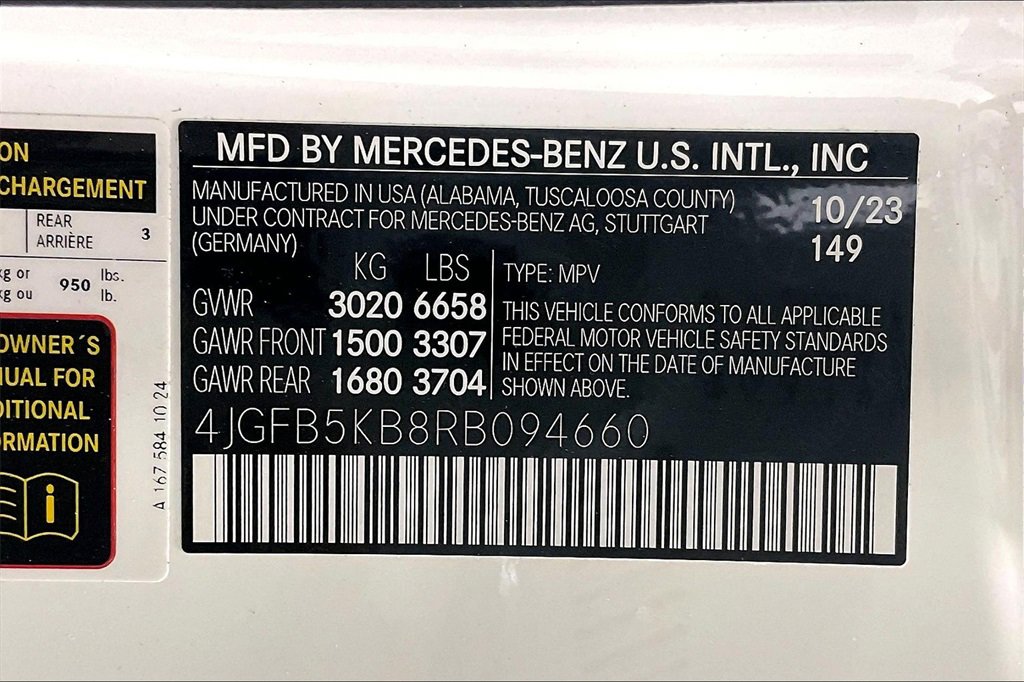 ON
CHARGEMENT
REAR
ARRIÈRE
3
kg or
kg ou
950
lbs.
lb.
OWNER´S
NUAL FOR
DITIONAL
ORMATION
i
A 167 584 10 24
MFD BY MERCEDES-BENZ U.S. INTL., INC
MANUFACTURED IN USA (ALABAMA, TUSCALOOSA COUNTY)
UNDER CONTRACT FOR MERCEDES-BENZ AG, STUTTGART
(GERMANY)
10/23
149
KG LBS
GVWR 3020 6658
GAWR FRONT 1500 3307
GAWR REAR 1680 3704
TYPE: MPV
THIS VEHICLE CONFORMS TO ALL APPLICABLE
FEDERAL MOTOR VEHICLE SAFETY STANDARDS
IN EFFECT ON THE DATE OF MANUFACTURE
SHOWN ABOVE.
4JGFB5KB8RB094660